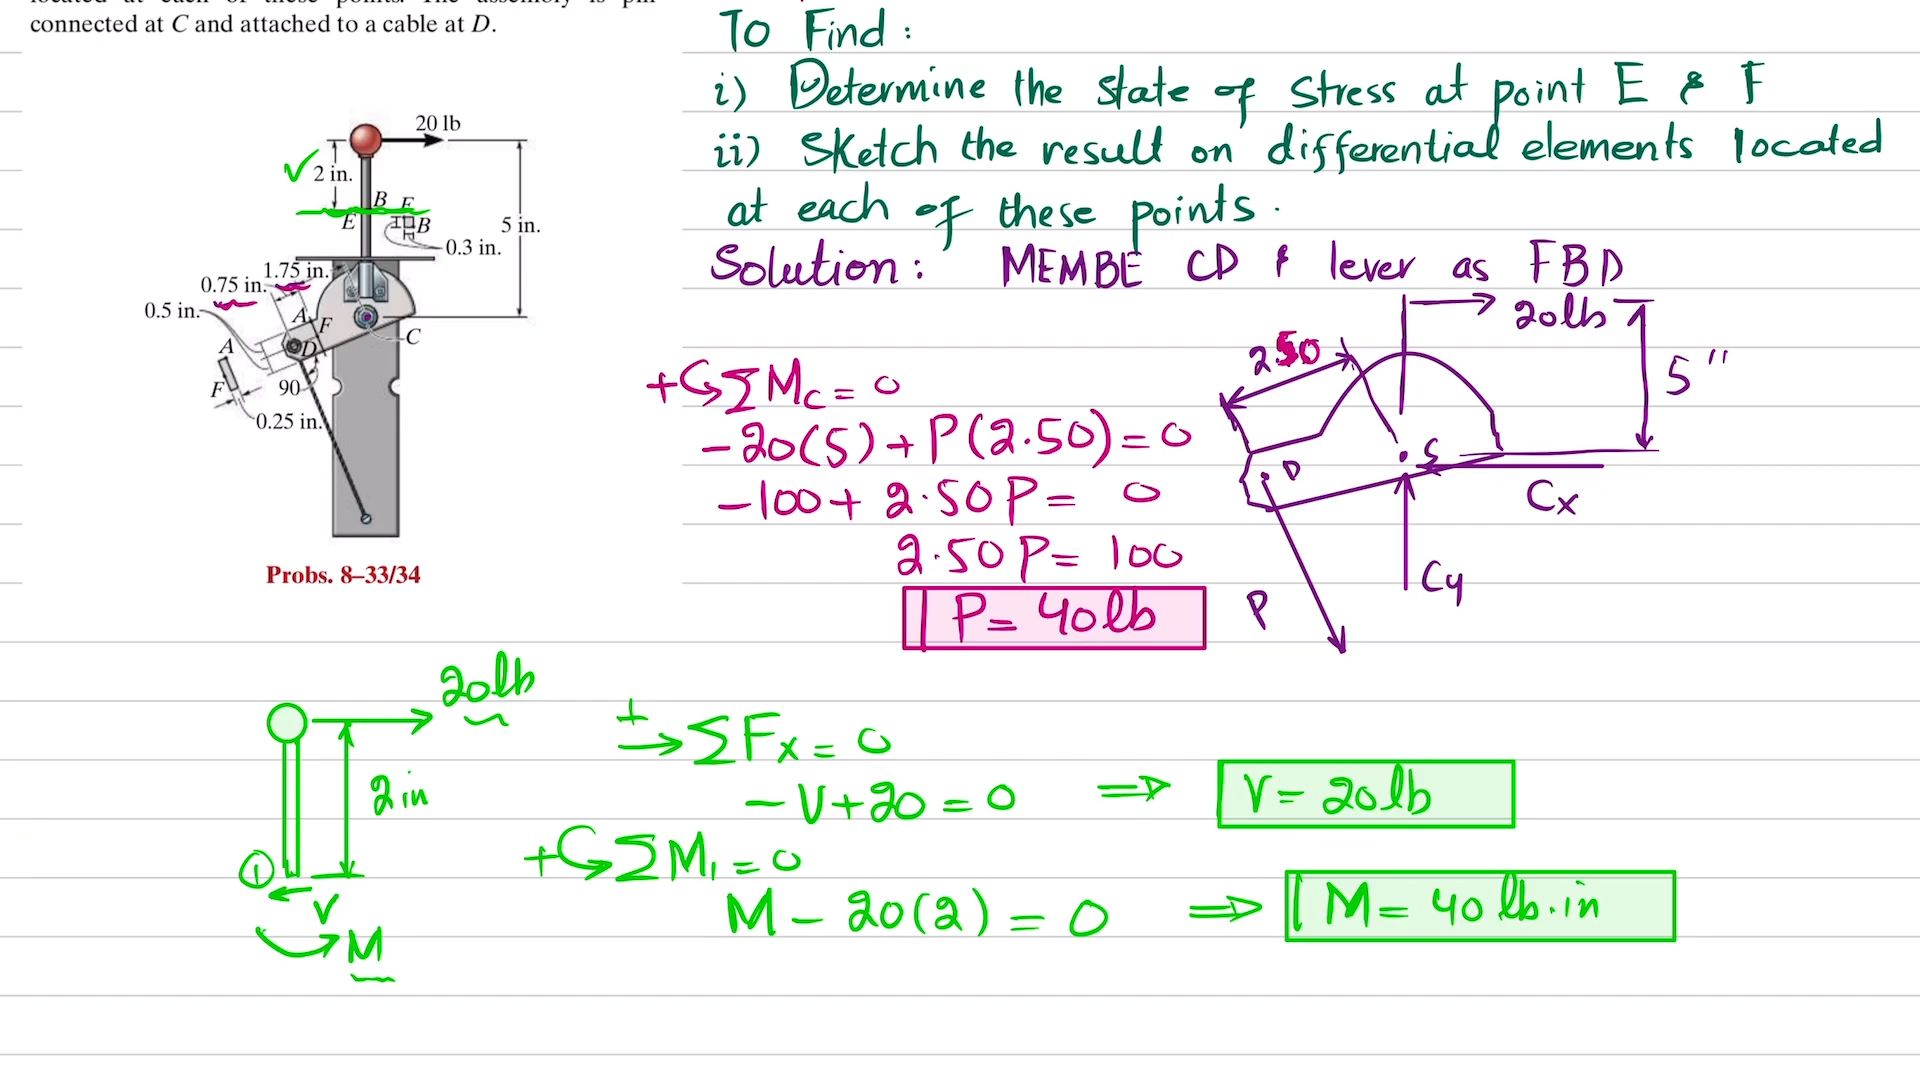 connected at C and attached to a cable at D.
20 lb
2 in.
B
E
E
B
5 in.
0.3 in.
1.75 in.
0.75 in.
0.5 in.
A
F
A
D
C
F
90
0.25 in.
Probs. 8–33/34
To Find :
i) Determine the state of stress at point E & F
ii) Sketch the result on differential elements located
at each of these points.
Solution : MEMBE CD & lever as FBD
20lb
5"
2.50
+ ΣMc = 0
-20(5) + P(2.50) = 0
-100 + 2.50P = 0
2.50P = 100
P = 40lb
D
Cx
Cy
P
20lb
2 in
1
V
M
+ → ΣFx = 0
-V + 20 = 0 ⇒ V = 20lb
+ ΣM1 = 0
M - 20(2) = 0 ⇒ M = 40 lb.in